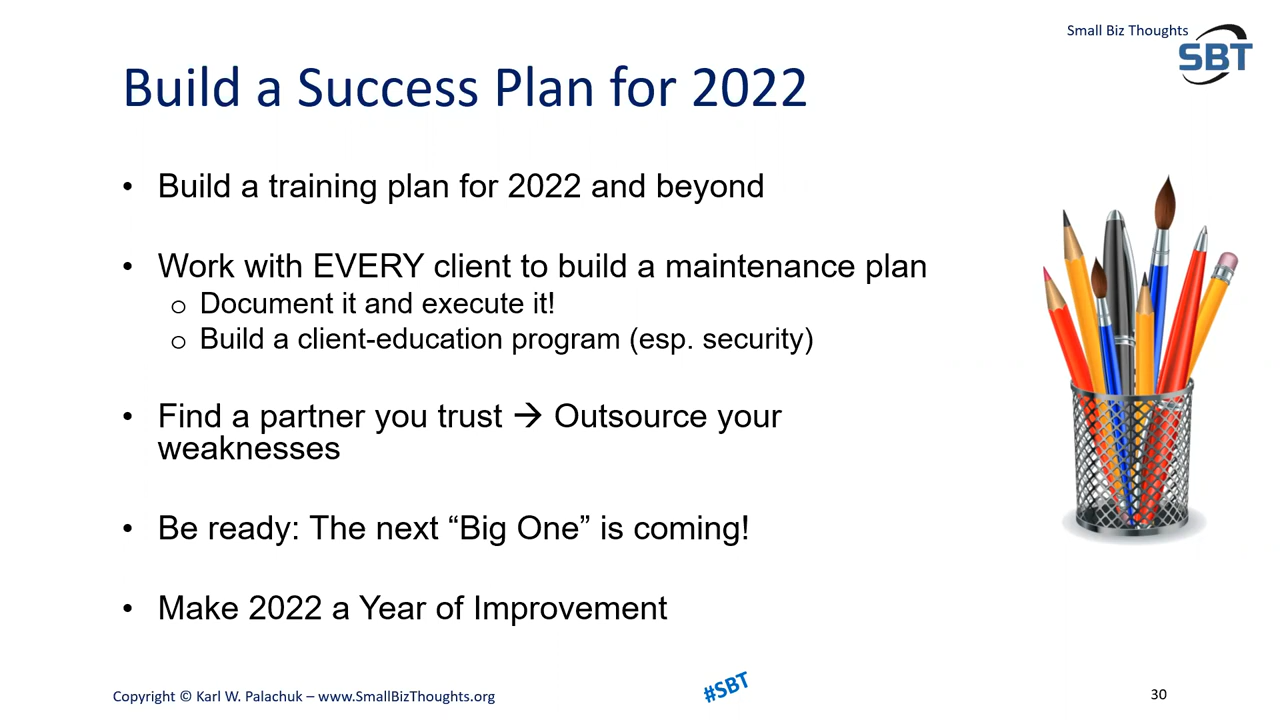 Small Biz Thoughts
SBT
Build a Success Plan for 2022
• Build a training plan for 2022 and beyond
• Work with EVERY client to build a maintenance plan
o Document it and execute it!
o Build a client-education program (esp. security)
• Find a partner you trust → Outsource your
weaknesses
• Be ready: The next “Big One” is coming!
• Make 2022 a Year of Improvement
Copyright © Karl W. Palachuk – www.SmallBizThoughts.org
#SBT
30